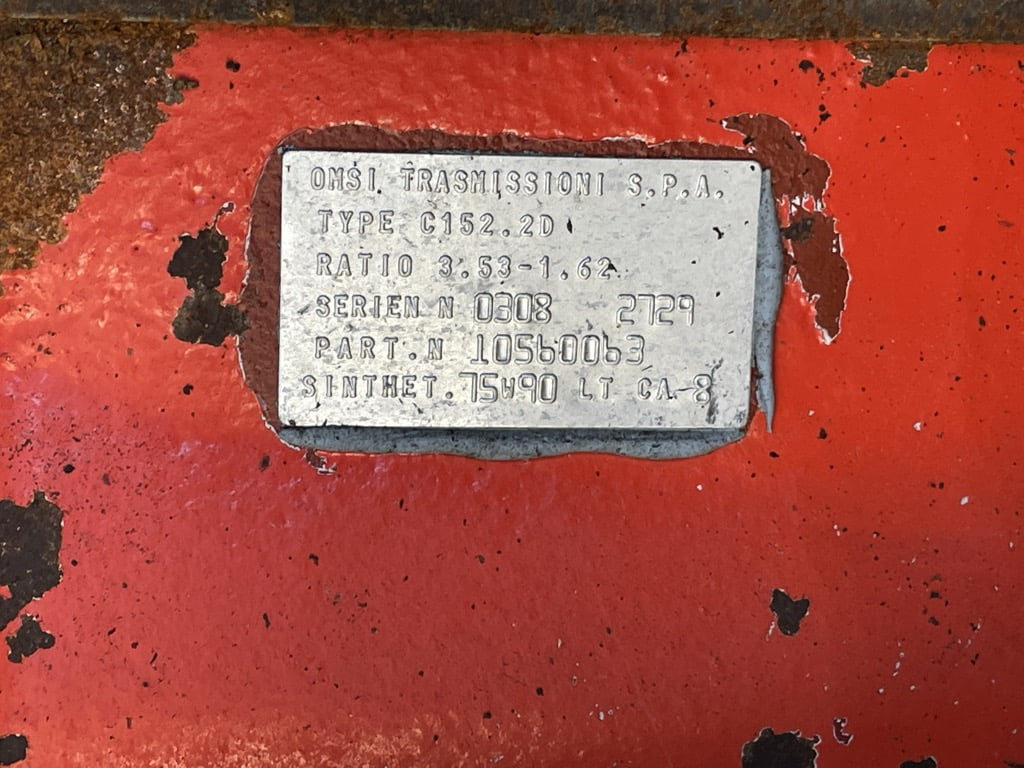 OMSI TRASMISSIONI S.P.A.
TYPE C152.2D
RATIO 3.53-1.62
SERIEN N 0308 2729
PART.N 10560063
SINTHET. 75W90 LT CA 8